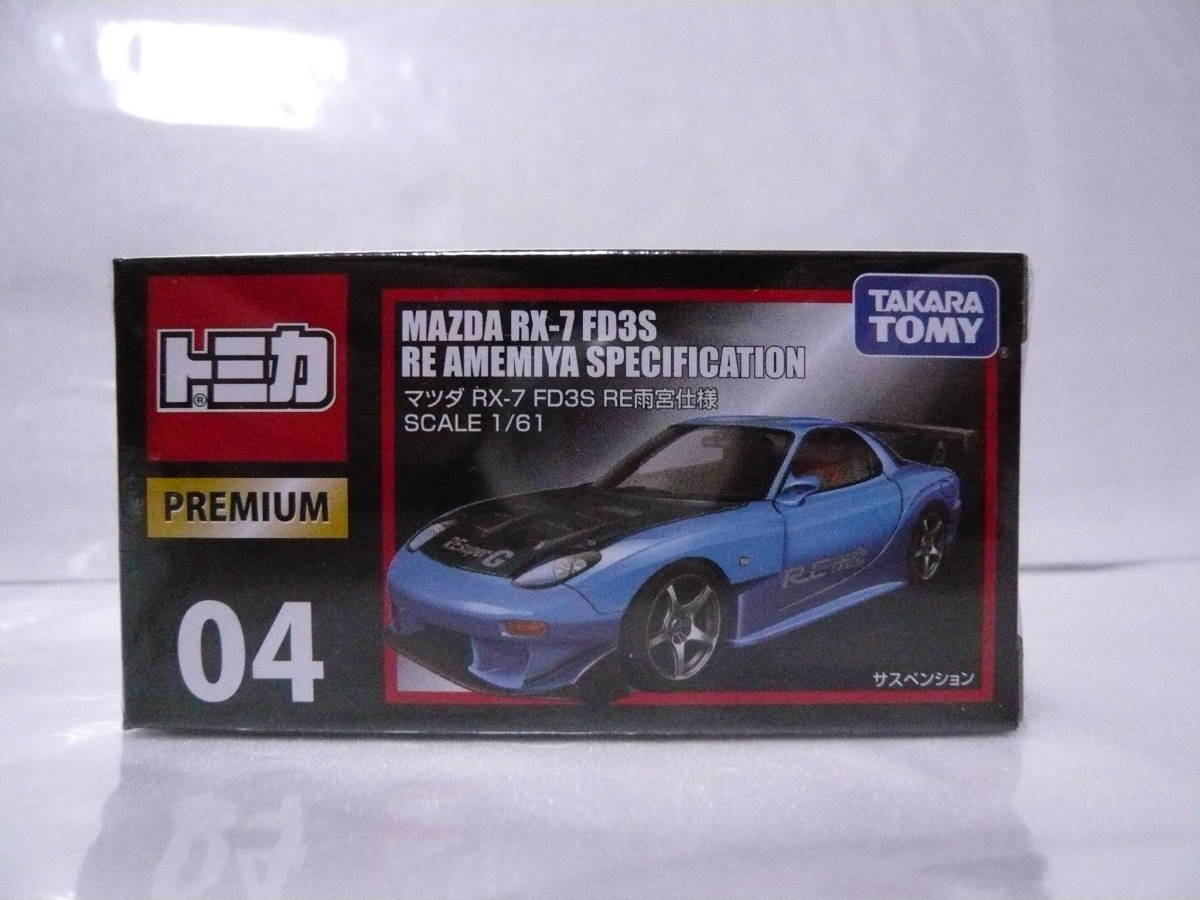 トミカ
®
PREMIUM
04
MAZDA RX-7 FD3S
RE AMEMIYA SPECIFICATION
マツダ RX-7 FD3S RE雨宮仕様
SCALE 1/61
TAKARA
TOMY
®
REsuperG
サスペンション